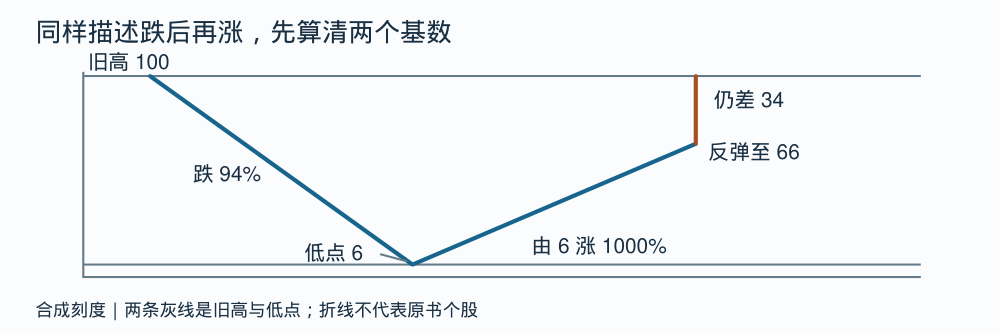 同样描述跌后再涨，先算清两个基数
旧高 100
仍差 34
反弹至 66
跌 94%
低点 6
由 6 涨 1000%
合成刻度｜两条灰线是旧高与低点；折线不代表原书个股